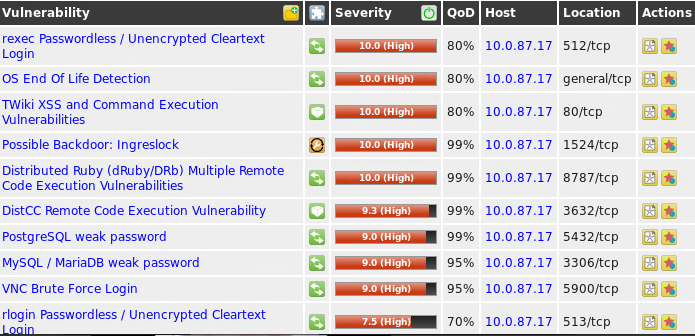 Vulnerability Severity QoD Host Location Actions
rexec Passwordless / Unencrypted Cleartext
Login 10.0 (High) 80% 10.0.87.17 512/tcp
OS End Of Life Detection 10.0 (High) 80% 10.0.87.17 general/tcp
TWiki XSS and Command Execution
Vulnerabilities 10.0 (High) 80% 10.0.87.17 80/tcp
Possible Backdoor: Ingreslock 10.0 (High) 99% 10.0.87.17 1524/tcp
Distributed Ruby (dRuby/DRb) Multiple Remote
Code Execution Vulnerabilities 10.0 (High) 99% 10.0.87.17 8787/tcp
DistCC Remote Code Execution Vulnerability 9.3 (High) 99% 10.0.87.17 3632/tcp
PostgreSQL weak password 9.0 (High) 99% 10.0.87.17 5432/tcp
MySQL / MariaDB weak password 9.0 (High) 95% 10.0.87.17 3306/tcp
VNC Brute Force Login 9.0 (High) 95% 10.0.87.17 5900/tcp
rlogin Passwordless / Unencrypted Cleartext
Login 7.5 (High) 70% 10.0.87.17 513/tcp